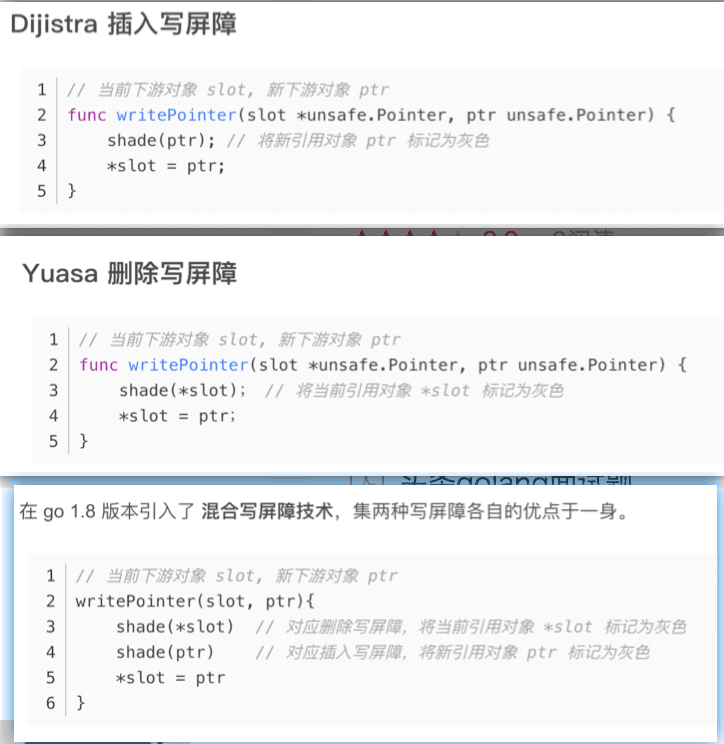 Dijistra 插入写屏障
1 // 当前下游对象 slot, 新下游对象 ptr
2 func writePointer(slot *unsafe.Pointer, ptr unsafe.Pointer) {
3 shade(ptr); // 将新引用对象 ptr 标记为灰色
4 *slot = ptr;
5 }
Yuasa 删除写屏障
1 // 当前下游对象 slot, 新下游对象 ptr
2 func writePointer(slot *unsafe.Pointer, ptr unsafe.Pointer) {
3 shade(*slot); // 将当前引用对象 *slot 标记为灰色
4 *slot = ptr;
5 }
在 go 1.8 版本引入了 混合写屏障技术，集两种写屏障各自的优点于一身。
1 // 当前下游对象 slot, 新下游对象 ptr
2 writePointer(slot, ptr){
3 shade(*slot) // 对应删除写屏障，将当前引用对象 *slot 标记为灰色
4 shade(ptr) // 对应插入写屏障，将新引用对象 ptr 标记为灰色
5 *slot = ptr
6 }